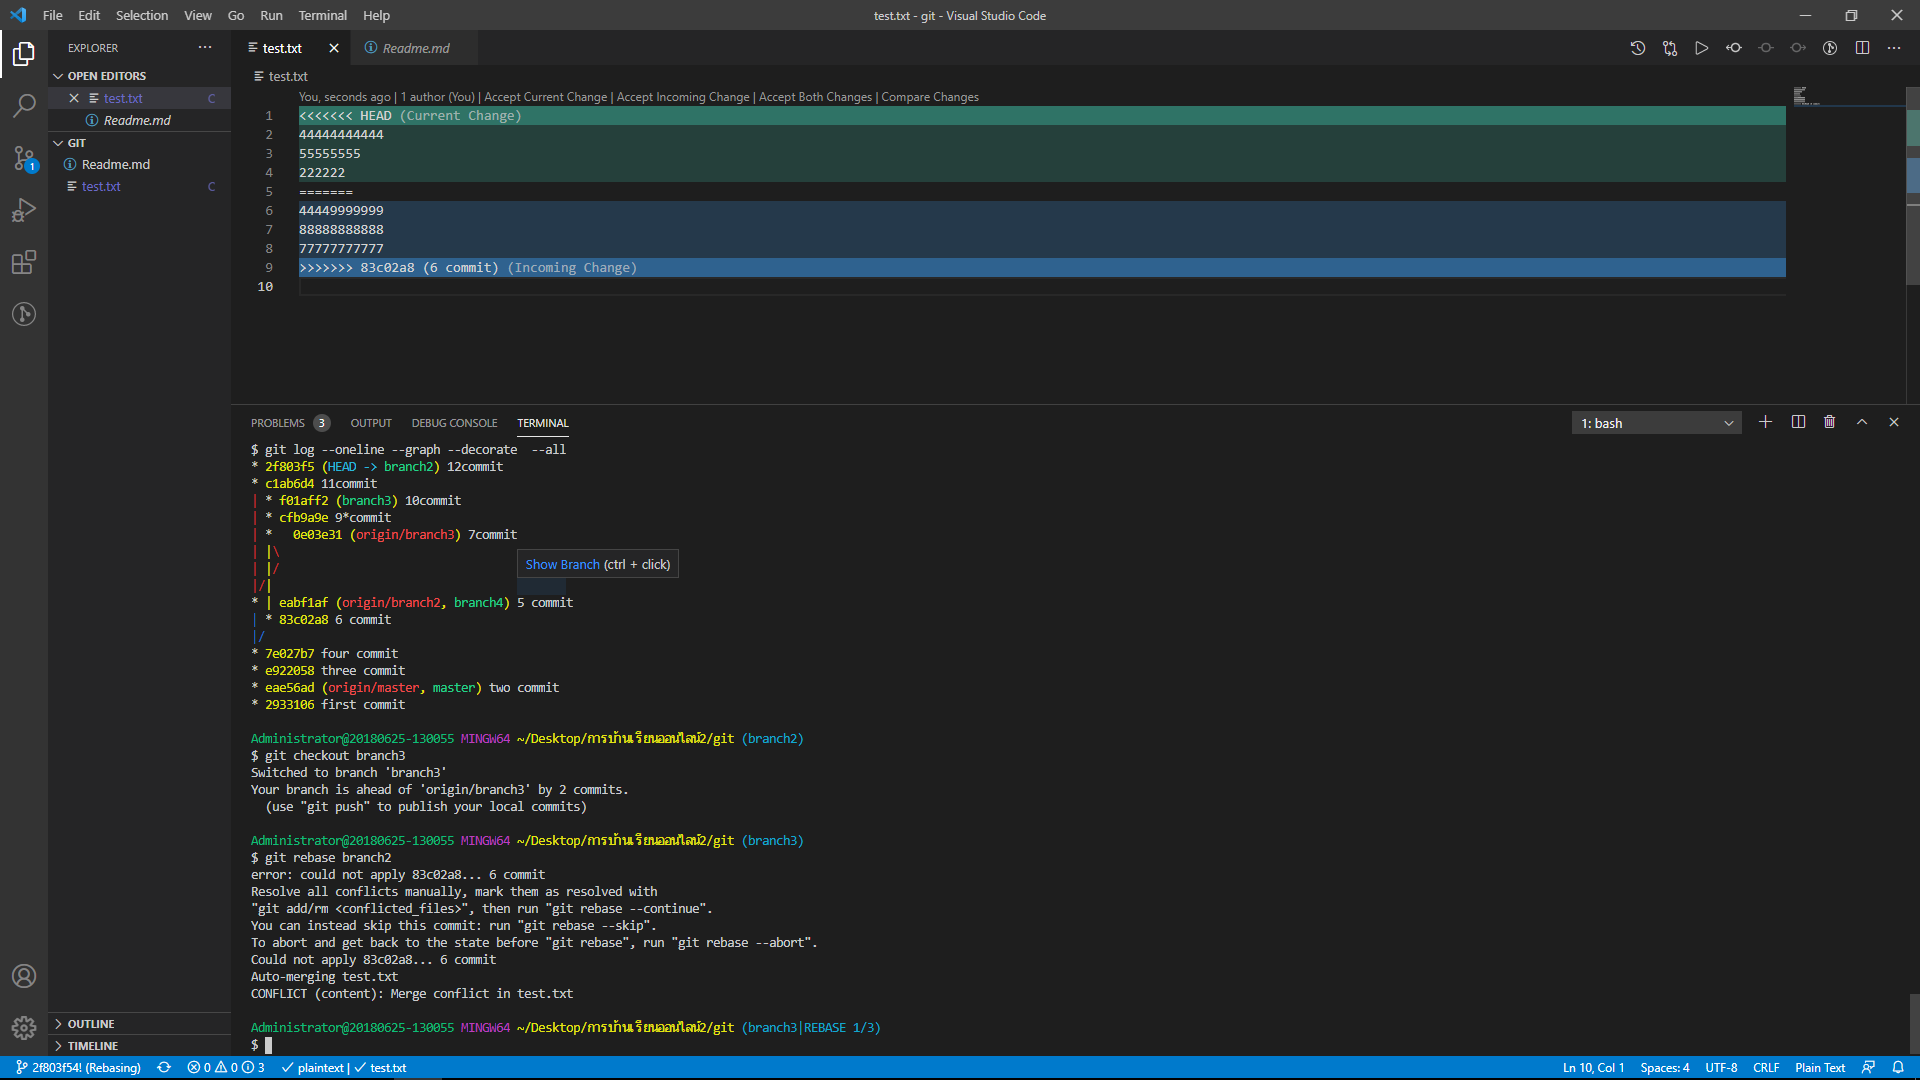 File Edit Selection View Go Run Terminal Help
test.txt - git - Visual Studio Code
EXPLORER
OPEN EDITORS
test.txt C
Readme.md
GIT
Readme.md
test.txt C
1
OUTLINE
TIMELINE
test.txt Readme.md
test.txt
You, seconds ago | 1 author (You) | Accept Current Change | Accept Incoming Change | Accept Both Changes | Compare Changes
1 <<<<<<< HEAD (Current Change)
2 44444444444
3 55555555
4 222222
5 =======
6 44449999999
7 88888888888
8 77777777777
9 >>>>>>> 83c02a8 (6 commit) (Incoming Change)
10
PROBLEMS 3 OUTPUT DEBUG CONSOLE TERMINAL
1: bash
$ git log --oneline --graph --decorate  --all
* 2f803f5 (HEAD -> branch2) 12commit
* c1ab6d4 11commit
| * f01aff2 (branch3) 10commit
| * cfb9a9e 9*commit
| *   0e03e31 (origin/branch3) 7commit
| |\
Show Branch (ctrl + click)
| |/
|/|
* | eabf1af (origin/branch2, branch4) 5 commit
| * 83c02a8 6 commit
|/
* 7e027b7 four commit
* e922058 three commit
* eae56ad (origin/master, master) two commit
* 2933106 first commit
Administrator@20180625-130055 MINGW64 ~/Desktop/การบ้านเรียนออนไลน์2/git (branch2)
$ git checkout branch3
Switched to branch 'branch3'
Your branch is ahead of 'origin/branch3' by 2 commits.
(use "git push" to publish your local commits)
Administrator@20180625-130055 MINGW64 ~/Desktop/การบ้านเรียนออนไลน์2/git (branch3)
$ git rebase branch2
error: could not apply 83c02a8... 6 commit
Resolve all conflicts manually, mark them as resolved with
"git add/rm <conflicted_files>", then run "git rebase --continue".
You can instead skip this commit: run "git rebase --skip".
To abort and get back to the state before "git rebase", run "git rebase --abort".
Could not apply 83c02a8... 6 commit
Auto-merging test.txt
CONFLICT (content): Merge conflict in test.txt
Administrator@20180625-130055 MINGW64 ~/Desktop/การบ้านเรียนออนไลน์2/git (branch3|REBASE 1/3)
$
2f803f54! (Rebasing) 0 0 3 plaintext | test.txt
Ln 10, Col 1 Spaces: 4 UTF-8 CRLF Plain Text